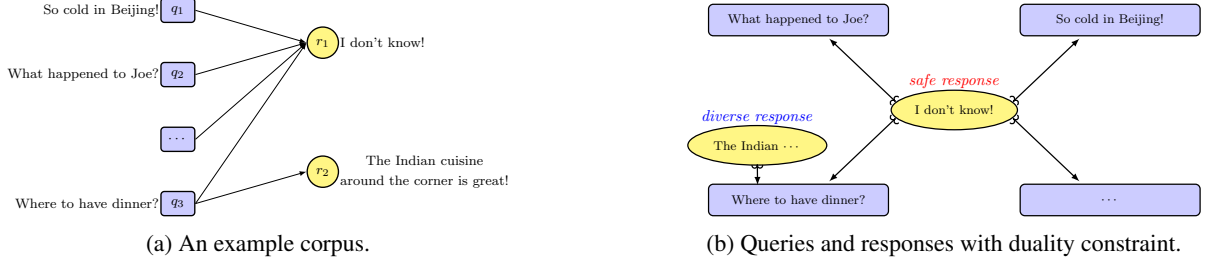 So cold in Beijing! q1
r1 I don't know!
What happened to Joe? q2
...
The Indian cuisine
r2
around the corner is great!
Where to have dinner? q3
(a) An example corpus.
What happened to Joe?
So cold in Beijing!
safe response
I don't know!
diverse response
The Indian ...
Where to have dinner?
...
(b) Queries and responses with duality constraint.